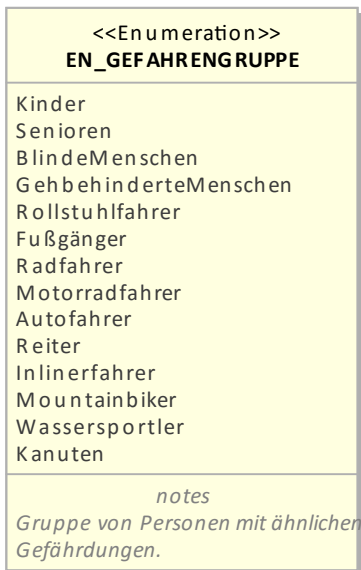 <<Enumeration>>
EN_GEFAHRENGRUPPE
Kinder
Senioren
BlindeMenschen
GehbehinderteMenschen
Rollstuhlfahrer
Fußgänger
Radfahrer
Motorradfahrer
Autofahrer
Reiter
Inlinerfahrer
Mountainbiker
Wassersportler
Kanuten
notes
Gruppe von Personen mit ähnlichen
Gefährdungen.